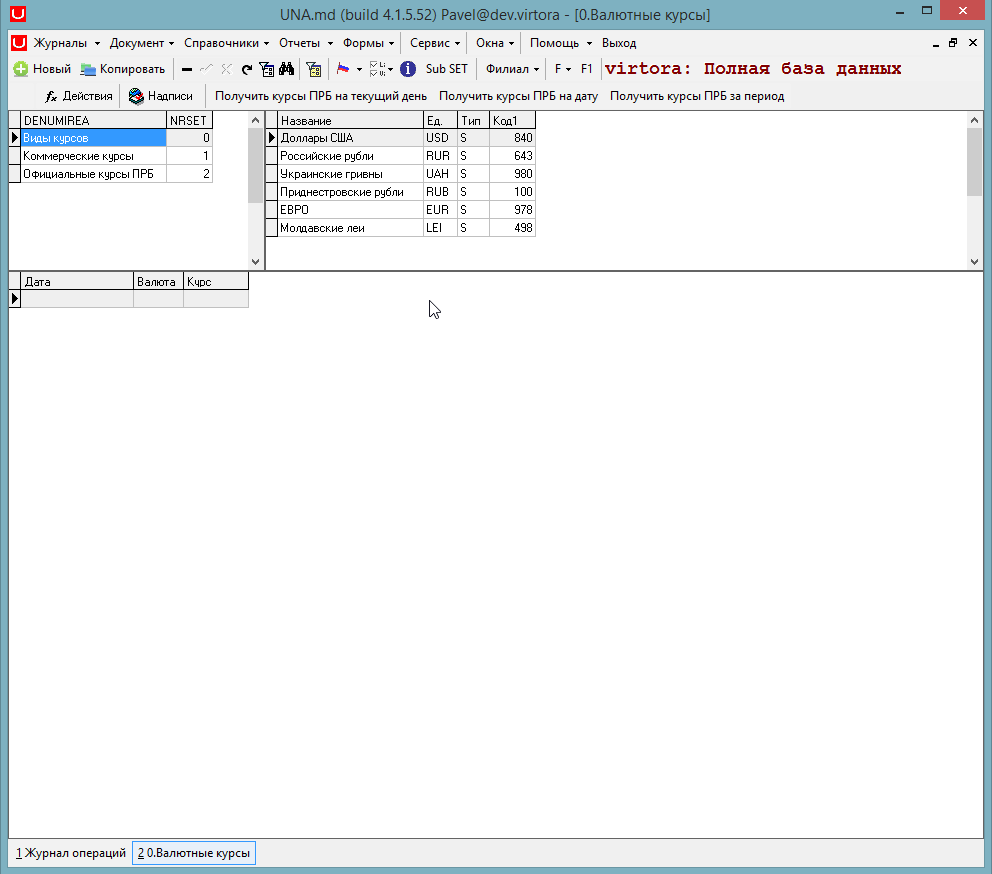 UNA.md (build 4.1.5.52) Pavel@dev.virtora - [0.Валютные курсы]
Журналы Документ Справочники Отчеты Формы Сервис Окна Помощь Выход
Новый Копировать Sub SET Филиал F F1 virtora: Полная база данных
fx Действия Надписи Получить курсы ПРБ на текущий день Получить курсы ПРБ на дату Получить курсы ПРБ за период
DENUMIREA NRSET
Виды курсов 0
Коммерческие курсы 1
Официальные курсы ПРБ 2
Название Ед. Тип Код1
Доллары США USD S 840
Российские рубли RUR S 643
Украинские гривны UAH S 980
Приднестровские рубли RUB S 100
ЕВРО EUR S 978
Молдавские леи LEI S 498
Дата Валюта Курс
1 Журнал операций 2 0.Валютные курсы